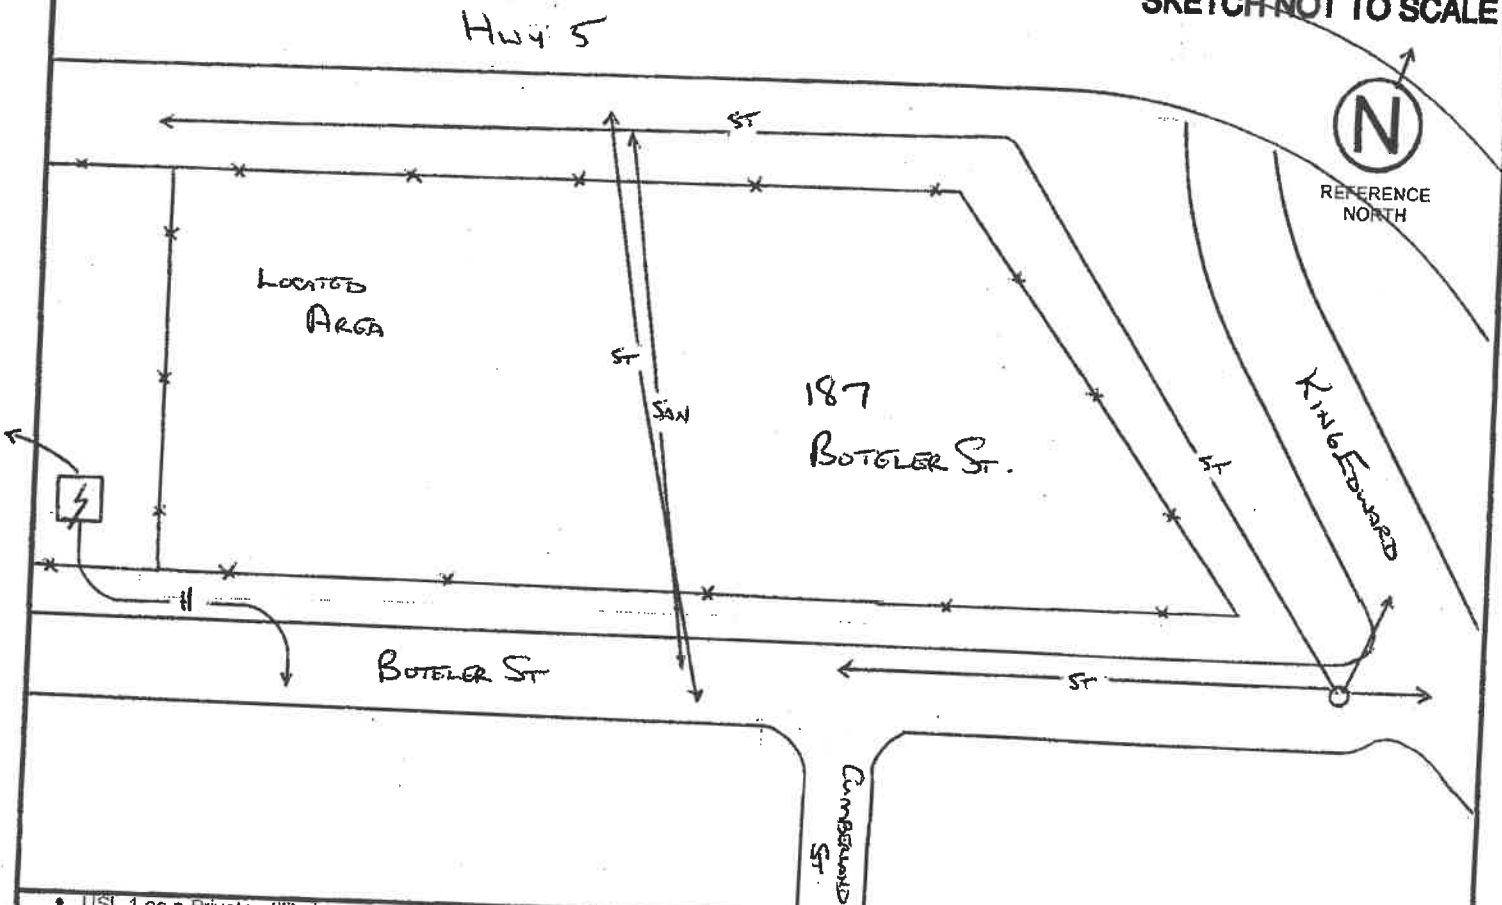 SKETCH NOT TO SCALE
Hwy 5
N
REFERENCE
NORTH
ST
LOCATED
AREA
ST
SAN
187
BOTELER ST.
ST
KING EDWARD
H
BOTELER ST
ST
CUMBERLAND
ST